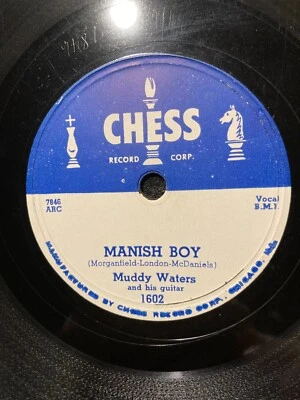 CHESS
RECORD CORP.
7846 Vocal
ARC B.M.I.
MANISH BOY
(Morganfield-London-McDaniels)
Muddy Waters
and his guitar
1602
MANUFACTURED BY CHESS RECORD CORP., CHICAGO, ILL.